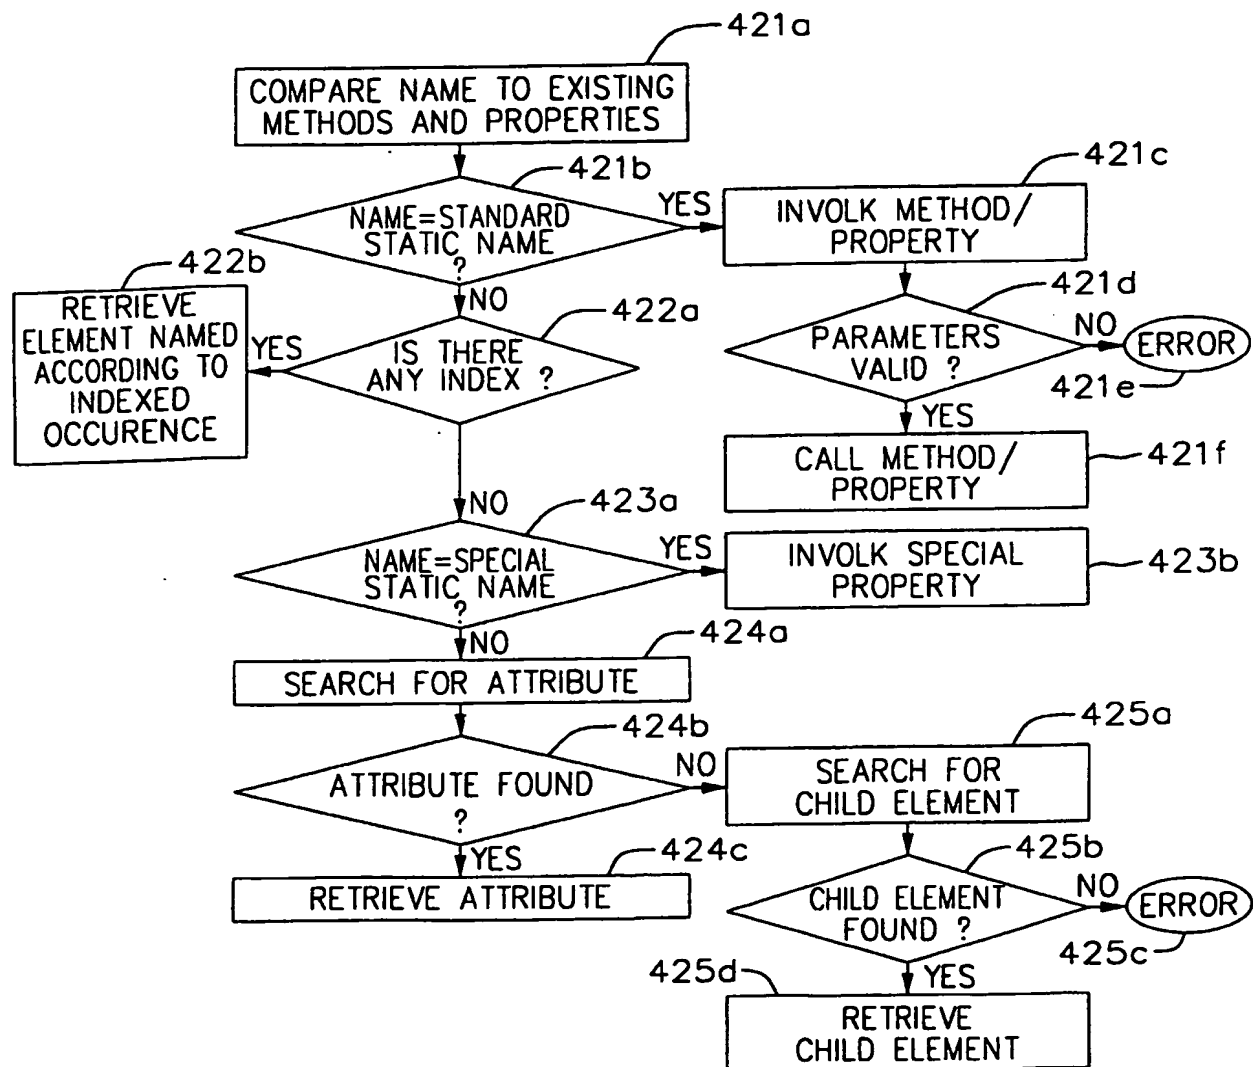 421a
COMPARE NAME TO EXISTING
METHODS AND PROPERTIES
421b
NAME=STANDARD
STATIC NAME
?
YES
421c
INVOLK METHOD/
PROPERTY
422b
RETRIEVE
ELEMENT NAMED
ACCORDING TO
INDEXED
OCCURENCE
YES
NO
422a
IS THERE
ANY INDEX ?
421d
PARAMETERS
VALID ?
NO
ERROR
421e
YES
CALL METHOD/
PROPERTY
421f
NO
423a
NAME=SPECIAL
STATIC NAME
?
YES
INVOLK SPECIAL
PROPERTY
423b
NO
424a
SEARCH FOR ATTRIBUTE
424b
ATTRIBUTE FOUND
?
NO
425a
SEARCH FOR
CHILD ELEMENT
YES
424c
RETRIEVE ATTRIBUTE
425b
CHILD ELEMENT
FOUND ?
NO
ERROR
425c
YES
425d
RETRIEVE
CHILD ELEMENT